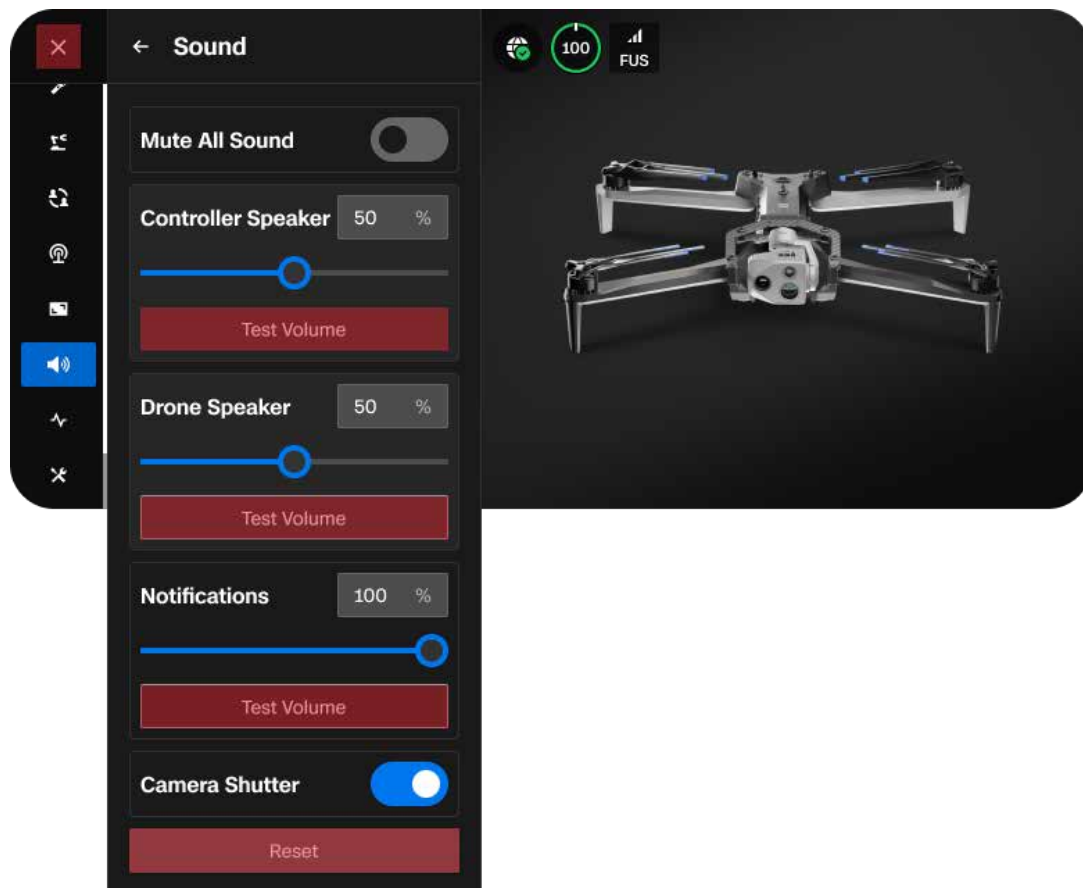 Sound
100
FUS
Mute All Sound
Controller Speaker 50 %
Test Volume
Drone Speaker 50 %
Test Volume
Notifications 100 %
Test Volume
Camera Shutter
Reset